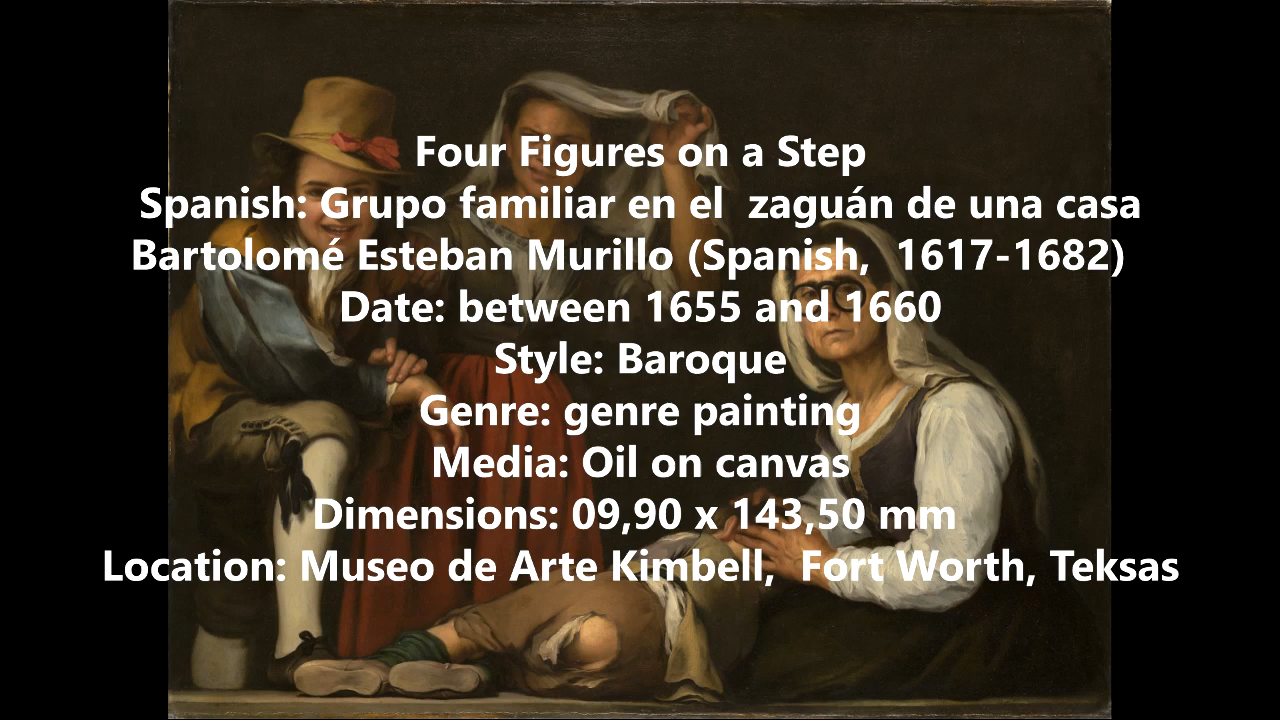 Four Figures on a Step
Spanish: Grupo familiar en el  zaguán de una casa
Bartolomé Esteban Murillo (Spanish,  1617-1682)
Date: between 1655 and 1660
Style: Baroque
Genre: genre painting
Media: Oil on canvas
Dimensions: 09,90 x 143,50 mm
Location: Museo de Arte Kimbell,  Fort Worth, Teksas